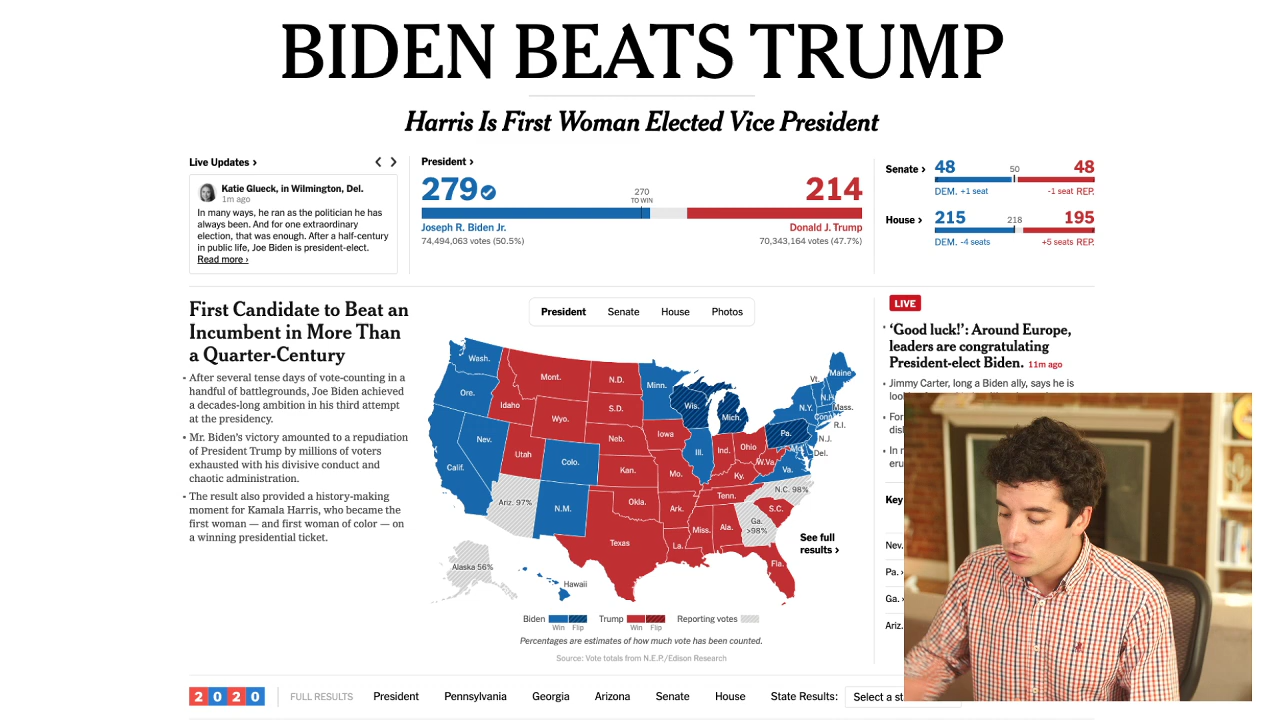 BIDEN BEATS TRUMP
Harris Is First Woman Elected Vice President
Live Updates ›
Katie Glueck, in Wilmington, Del.
1m ago
In many ways, he ran as the politician he has
always been. And for one extraordinary
election, that was enough. After a half-century
in public life, Joe Biden is president-elect.
Read more ›
President ›
279
270
TO WIN
214
Joseph R. Biden Jr.
Donald J. Trump
74,494,063 votes (50.5%)
70,343,164 votes (47.7%)
Senate ›
48
50
48
DEM. +1 seat
-1 seat REP.
House ›
215
218
195
DEM. -4 seats
+5 seats REP.
First Candidate to Beat an
Incumbent in More Than
a Quarter-Century
• After several tense days of vote-counting in a
handful of battlegrounds, Joe Biden achieved
a decades-long ambition in his third attempt
at the presidency.
• Mr. Biden's victory amounted to a repudiation
of President Trump by millions of voters
exhausted with his divisive conduct and
chaotic administration.
• The result also provided a history-making
moment for Kamala Harris, who became the
first woman — and first woman of color — on
a winning presidential ticket.
President Senate House Photos
Wash.
Ore.
Calif.
Nev.
Idaho
Mont.
Wyo.
Utah
Colo.
Ariz. 97%
N.M.
N.D.
S.D.
Neb.
Kan.
Okla.
Texas
Minn.
Iowa
Mo.
Ark.
La.
Wis.
Ill.
Mich.
Ind.
Ohio
Ky.
Tenn.
Miss.
Ala.
Ga.
>98%
Fla.
S.C.
N.C. 98%
Va.
W.Va.
Pa.
N.Y.
Vt.
N.H.
Maine
Mass.
Conn.
R.I.
N.J.
Del.
Md.
Alaska 56%
Hawaii
See full
results ›
Biden Win Flip
Trump Win Flip
Reporting votes
Percentages are estimates of how much vote has been counted.
Source: Vote totals from N.E.P./Edison Research
LIVE
• ‘Good luck!’: Around Europe,
leaders are congratulating
President-elect Biden. 11m ago
• Jimmy Carter, long a Biden ally, says he is
Key
Nev.
Pa. ›
Ga. ›
Ariz.
2020
FULL RESULTS President Pennsylvania Georgia Arizona Senate House State Results: Select a st